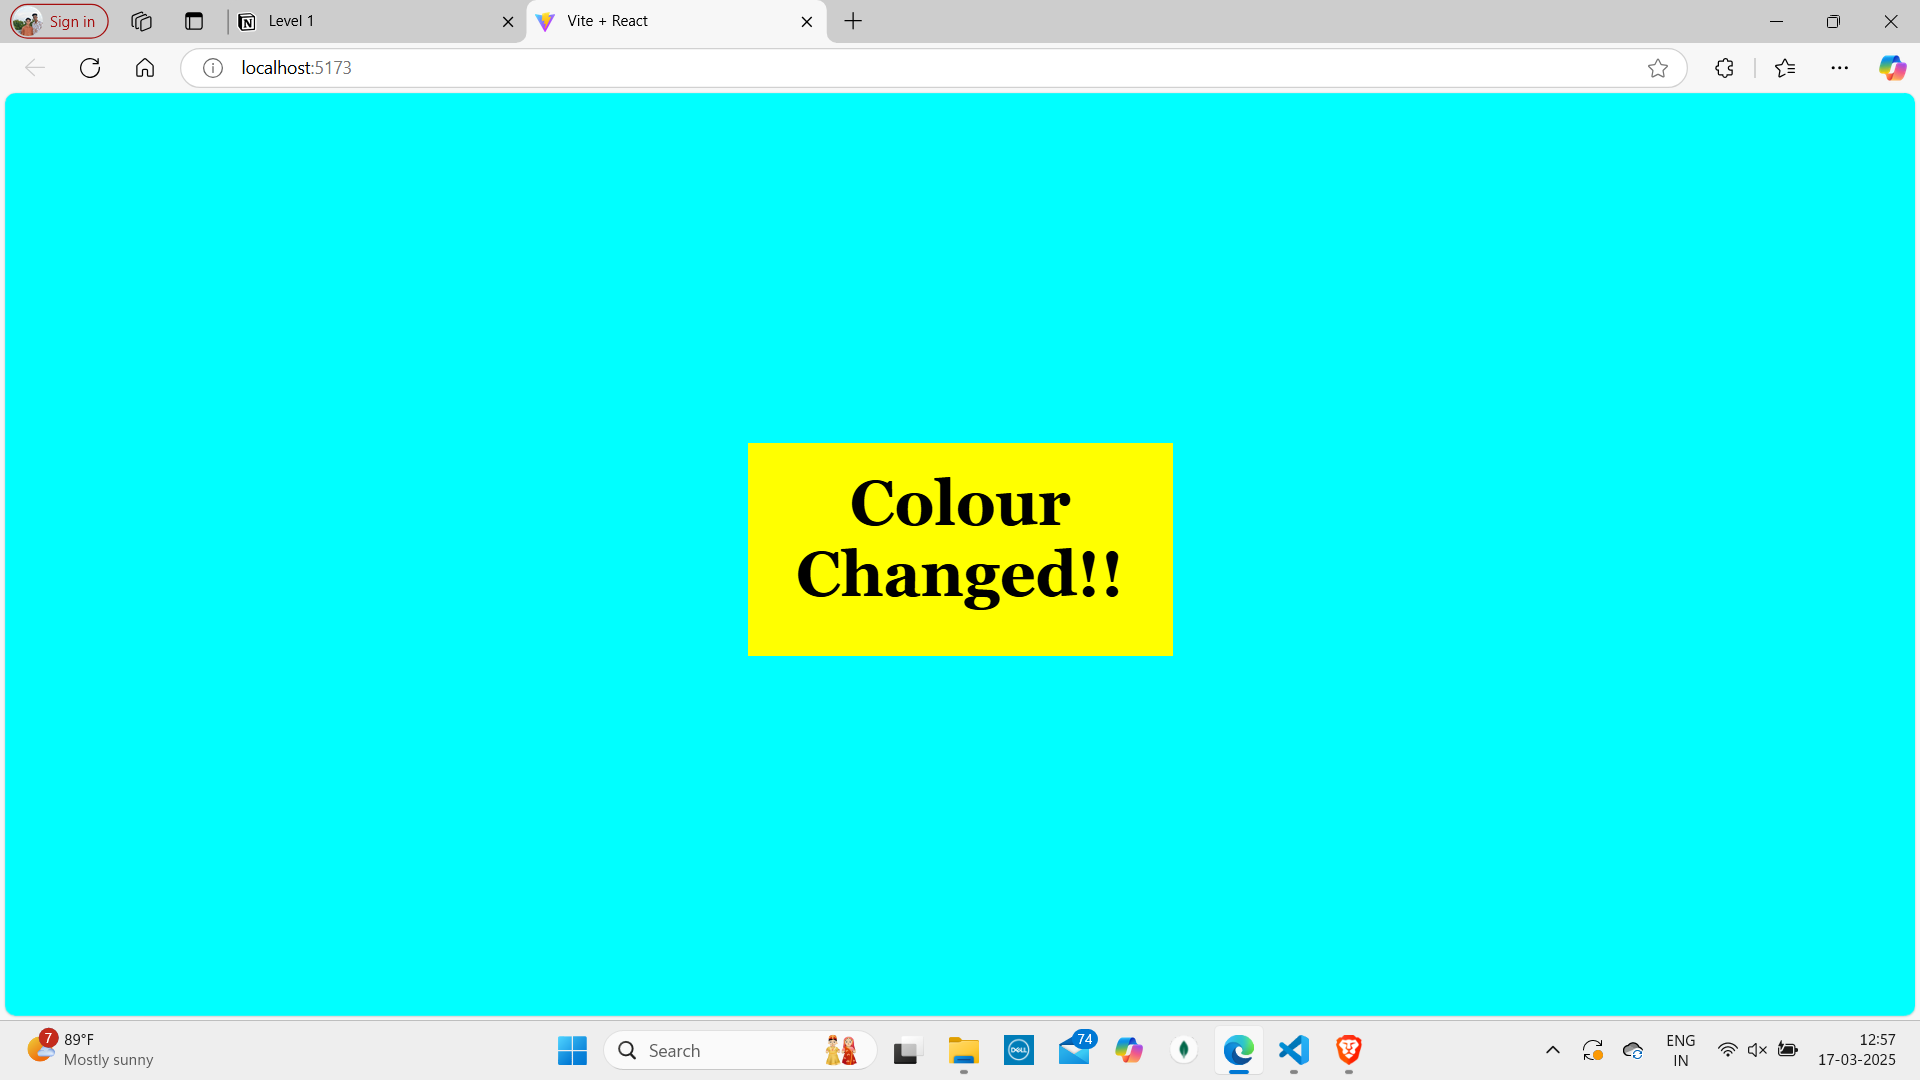 Sign in
Level 1
Vite + React
localhost:5173
Colour
Changed!!
7
89°F
Mostly sunny
Search
DELL
74
ENG
IN
12:57
17-03-2025